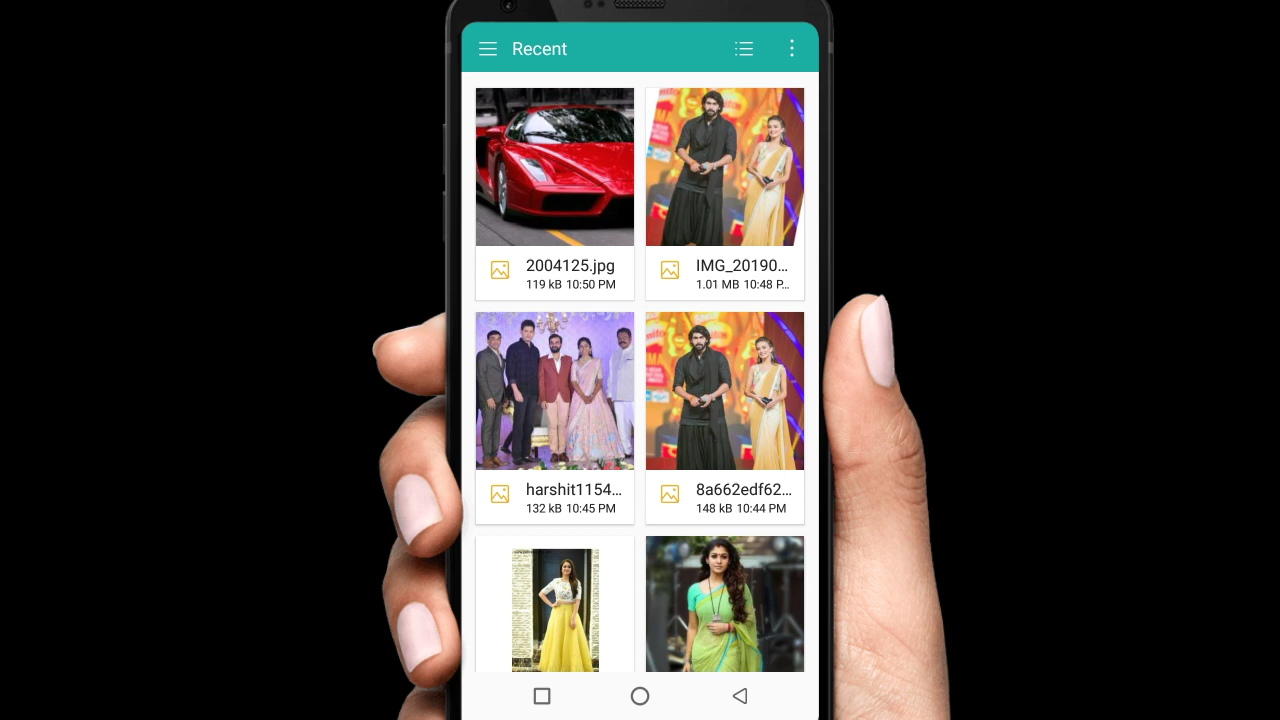 Recent
2004125.jpg
119 kB 10:50 PM
IMG_20190...
1.01 MB 10:48 P...
harshit1154...
132 kB 10:45 PM
8a662edf62...
148 kB 10:44 PM